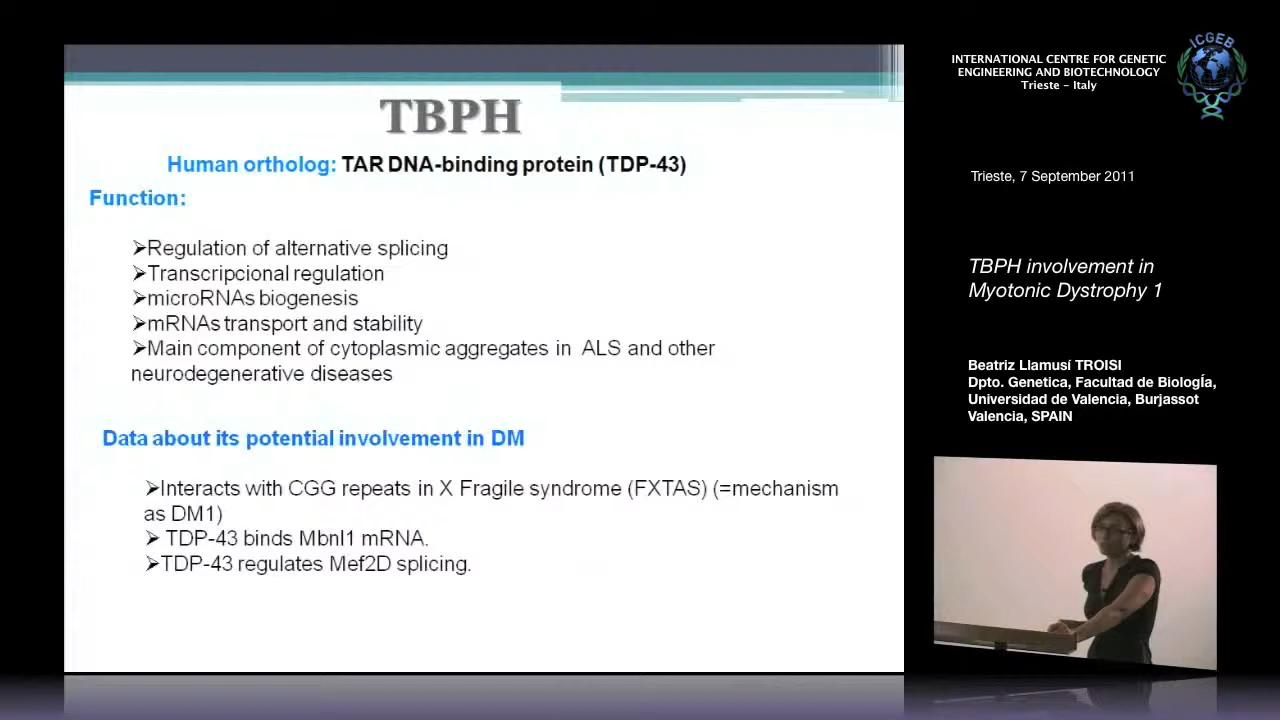 TBPH
Human ortholog: TAR DNA-binding protein (TDP-43)
Function:
➢Regulation of alternative splicing
➢Transcripcional regulation
➢microRNAs biogenesis
➢mRNAs transport and stability
➢Main component of cytoplasmic aggregates in ALS and other
neurodegenerative diseases
Data about its potential involvement in DM
➢Interacts with CGG repeats in X Fragile syndrome (FXTAS) (=mechanism
as DM1)
➢ TDP-43 binds Mbnl1 mRNA.
➢TDP-43 regulates Mef2D splicing.
INTERNATIONAL CENTRE FOR GENETIC
ENGINEERING AND BIOTECHNOLOGY
Trieste - Italy
ICGEB
Trieste, 7 September 2011
TBPH involvement in
Myotonic Dystrophy 1
Beatriz Llamusí TROISI
Dpto. Genetica, Facultad de BiologÍa,
Universidad de Valencia, Burjassot
Valencia, SPAIN